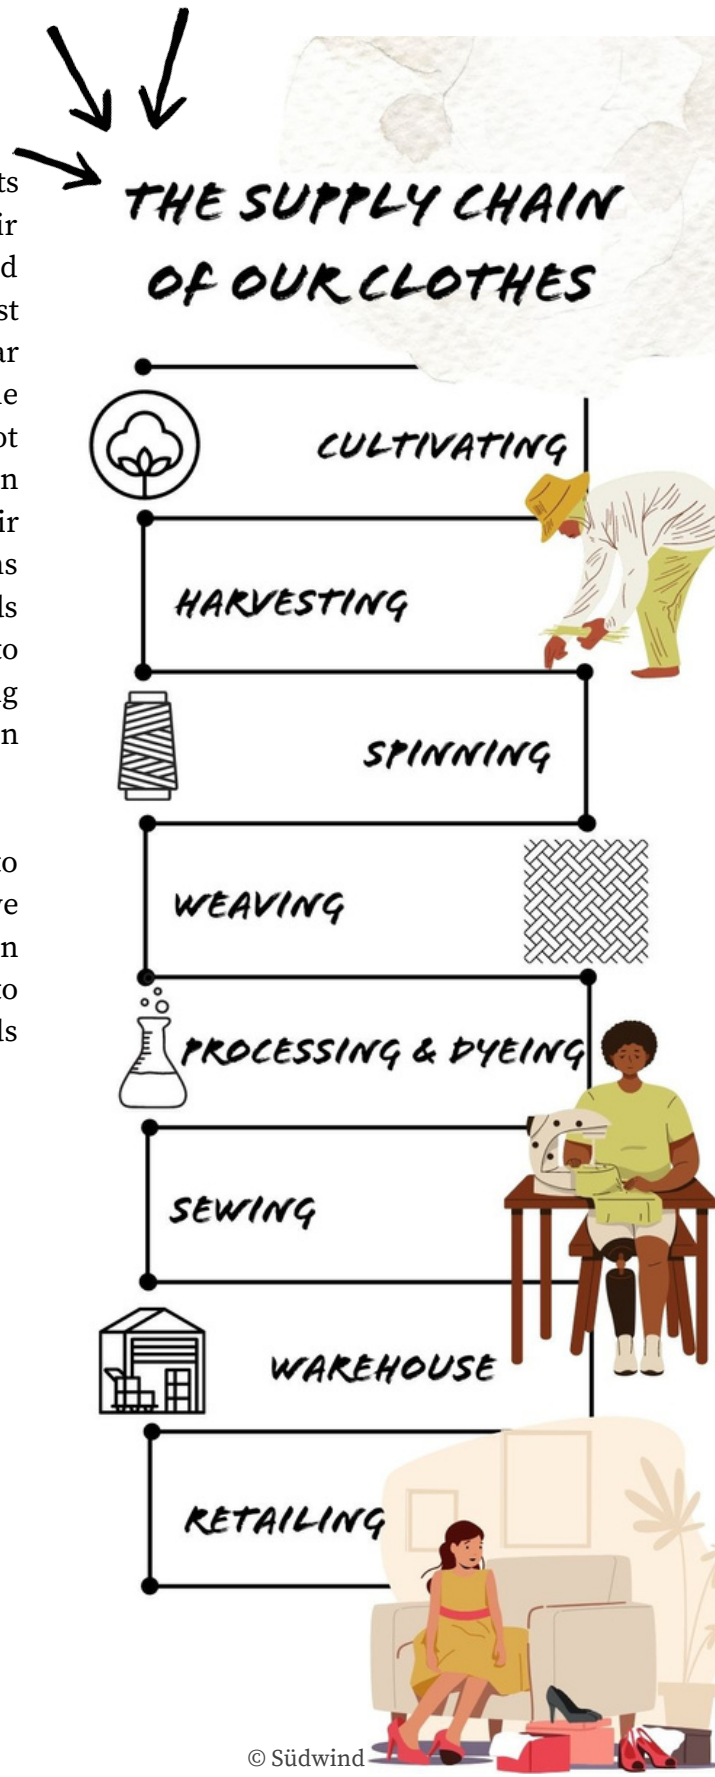 THE SUPPLY CHAIN
OF OUR CLOTHES
CULTIVATING
HARVESTING
SPINNING
WEAVING
PROCESSING & DYEING
SEWING
WAREHOUSE
RETAILING
© Südwind